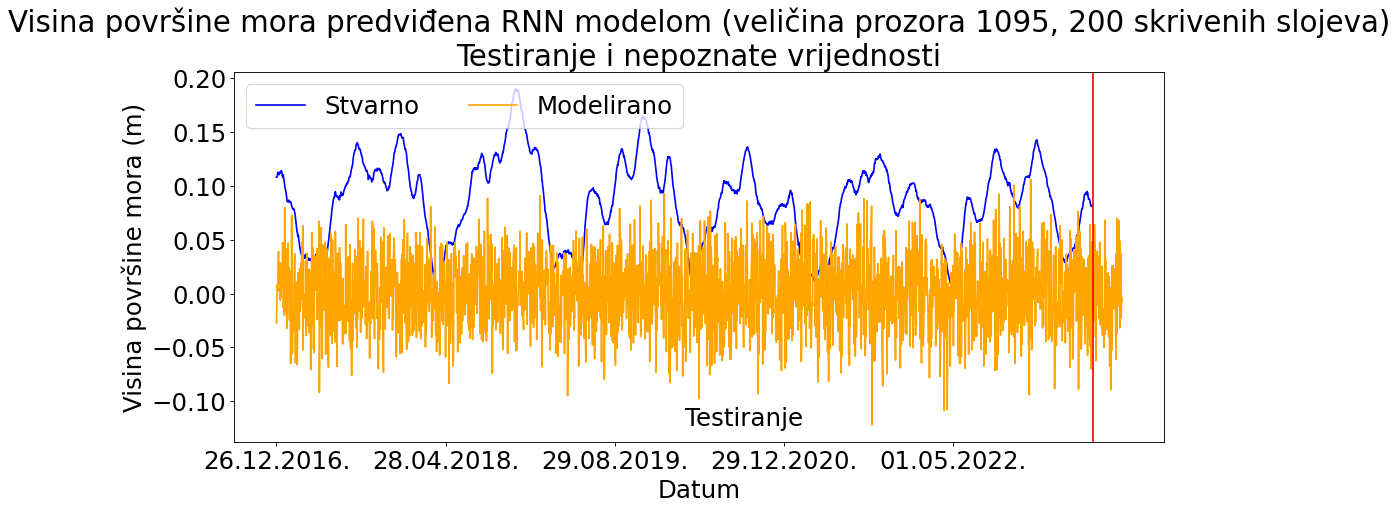 Visina površine mora predviđena RNN modelom (veličina prozora 1095, 200 skrivenih slojeva)
Testiranje i nepoznate vrijednosti
Stvarno
Modelirano
Visina površine mora (m)
0.20
0.15
0.10
0.05
0.00
−0.05
−0.10
Testiranje
26.12.2016.
28.04.2018.
29.08.2019.
29.12.2020.
01.05.2022.
Datum